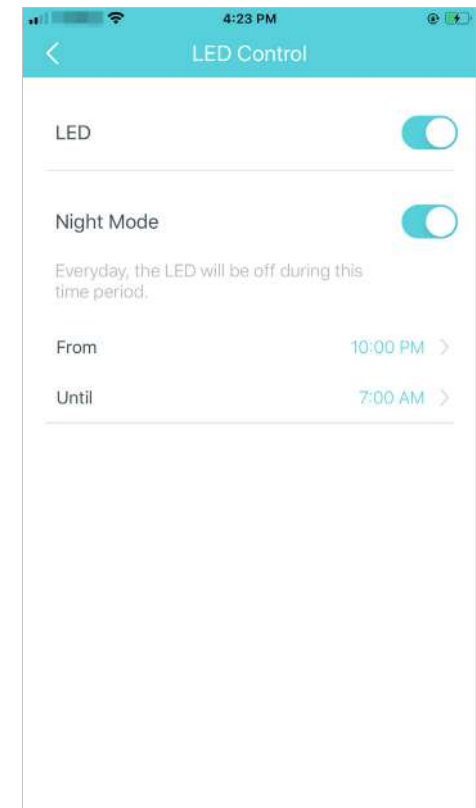 4:23 PM
LED Control
LED
Night Mode
Everyday, the LED will be off during this
time period.
From 10:00 PM
Until 7:00 AM